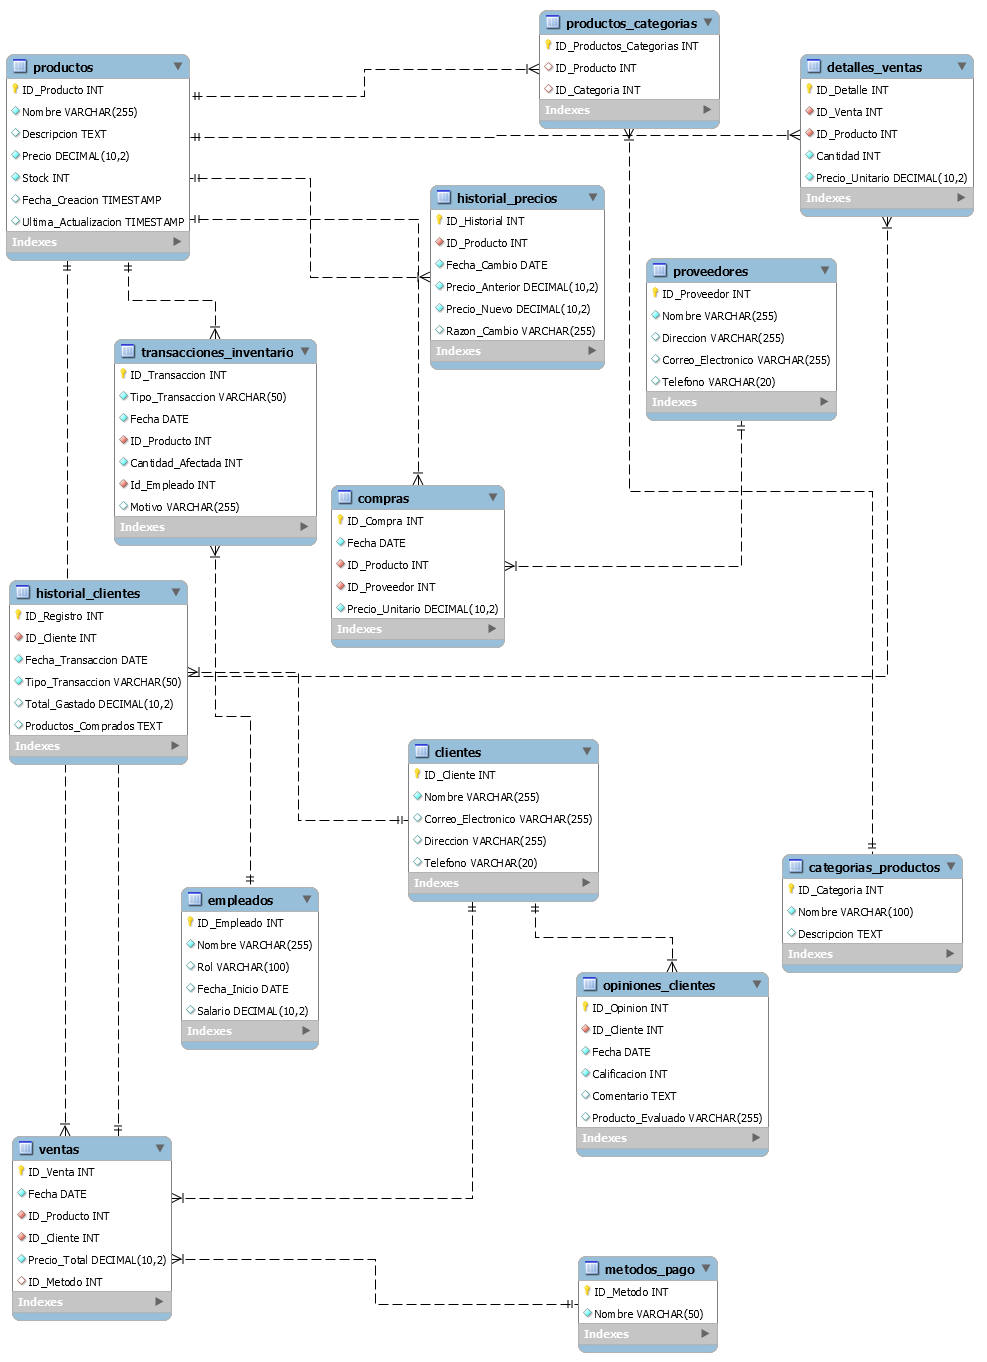 productos_categorias
ID_Productos_Categorias INT
ID_Producto INT
ID_Categoria INT
Indexes
productos
ID_Producto INT
Nombre VARCHAR(255)
Descripcion TEXT
Precio DECIMAL(10,2)
Stock INT
Fecha_Creacion TIMESTAMP
Ultima_Actualizacion TIMESTAMP
Indexes
detalles_ventas
ID_Detalle INT
ID_Venta INT
ID_Producto INT
Cantidad INT
Precio_Unitario DECIMAL(10,2)
Indexes
historial_precios
ID_Historial INT
ID_Producto INT
Fecha_Cambio DATE
Precio_Anterior DECIMAL(10,2)
Precio_Nuevo DECIMAL(10,2)
Razon_Cambio VARCHAR(255)
Indexes
proveedores
ID_Proveedor INT
Nombre VARCHAR(255)
Direccion VARCHAR(255)
Correo_Electronico VARCHAR(255)
Telefono VARCHAR(20)
Indexes
transacciones_inventario
ID_Transaccion INT
Tipo_Transaccion VARCHAR(50)
Fecha DATE
ID_Producto INT
Cantidad_Afectada INT
Id_Empleado INT
Motivo VARCHAR(255)
Indexes
compras
ID_Compra INT
Fecha DATE
ID_Producto INT
ID_Proveedor INT
Precio_Unitario DECIMAL(10,2)
Indexes
historial_clientes
ID_Registro INT
ID_Cliente INT
Fecha_Transaccion DATE
Tipo_Transaccion VARCHAR(50)
Total_Gastado DECIMAL(10,2)
Productos_Comprados TEXT
Indexes
clientes
ID_Cliente INT
Nombre VARCHAR(255)
Correo_Electronico VARCHAR(255)
Direccion VARCHAR(255)
Telefono VARCHAR(20)
Indexes
categorias_productos
ID_Categoria INT
Nombre VARCHAR(100)
Descripcion TEXT
Indexes
empleados
ID_Empleado INT
Nombre VARCHAR(255)
Rol VARCHAR(100)
Fecha_Inicio DATE
Salario DECIMAL(10,2)
Indexes
opiniones_clientes
ID_Opinion INT
ID_Cliente INT
Fecha DATE
Calificacion INT
Comentario TEXT
Producto_Evaluado VARCHAR(255)
Indexes
ventas
ID_Venta INT
Fecha DATE
ID_Producto INT
ID_Cliente INT
Precio_Total DECIMAL(10,2)
ID_Metodo INT
Indexes
metodos_pago
ID_Metodo INT
Nombre VARCHAR(50)
Indexes